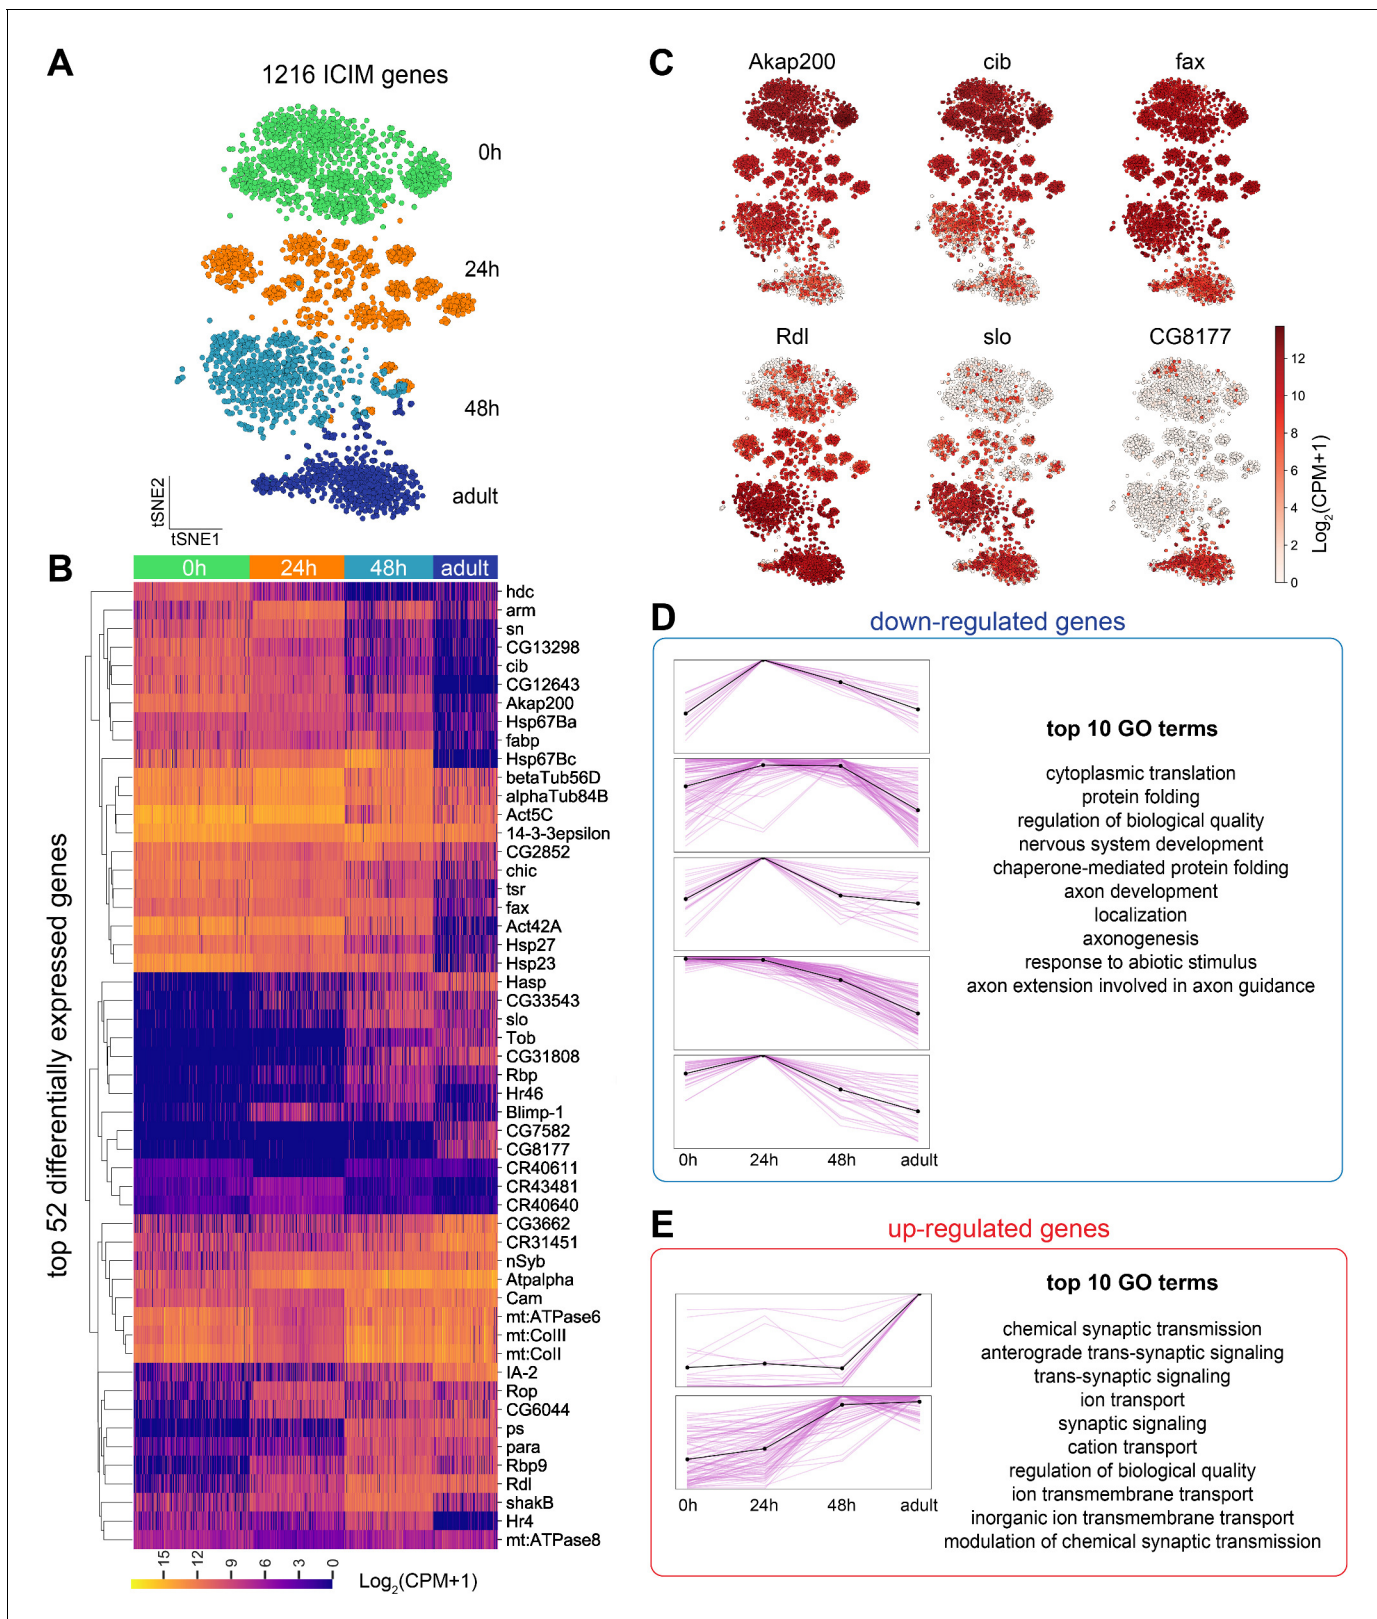 A
1216 ICIM genes
0h
24h
48h
adult
tSNE2
tSNE1
B
0h 24h 48h adult
top 52 differentially expressed genes
hdc
arm
sn
CG13298
cib
CG12643
Akap200
Hsp67Ba
fabp
Hsp67Bc
betaTub56D
alphaTub84B
Act5C
14-3-3epsilon
CG2852
chic
tsr
fax
Act42A
Hsp27
Hsp23
Hasp
CG33543
slo
Tob
CG31808
Rbp
Hr46
Blimp-1
CG7582
CG8177
CR40611
CR43481
CR40640
CG3662
CR31451
nSyb
Atpalpha
Cam
mt:ATPase6
mt:CoIII
mt:CoII
IA-2
Rop
CG6044
ps
para
Rbp9
Rdl
shakB
Hr4
mt:ATPase8
15 12 9 6 3 0
Log2(CPM+1)
C
Akap200 cib fax
Rdl slo CG8177
12
10
8
6
4
2
0
Log2(CPM+1)
D
down-regulated genes
0h 24h 48h adult
top 10 GO terms
cytoplasmic translation
protein folding
regulation of biological quality
nervous system development
chaperone-mediated protein folding
axon development
localization
axonogenesis
response to abiotic stimulus
axon extension involved in axon guidance
E
up-regulated genes
0h 24h 48h adult
top 10 GO terms
chemical synaptic transmission
anterograde trans-synaptic signaling
trans-synaptic signaling
ion transport
synaptic signaling
cation transport
regulation of biological quality
ion transmembrane transport
inorganic ion transmembrane transport
modulation of chemical synaptic transmission